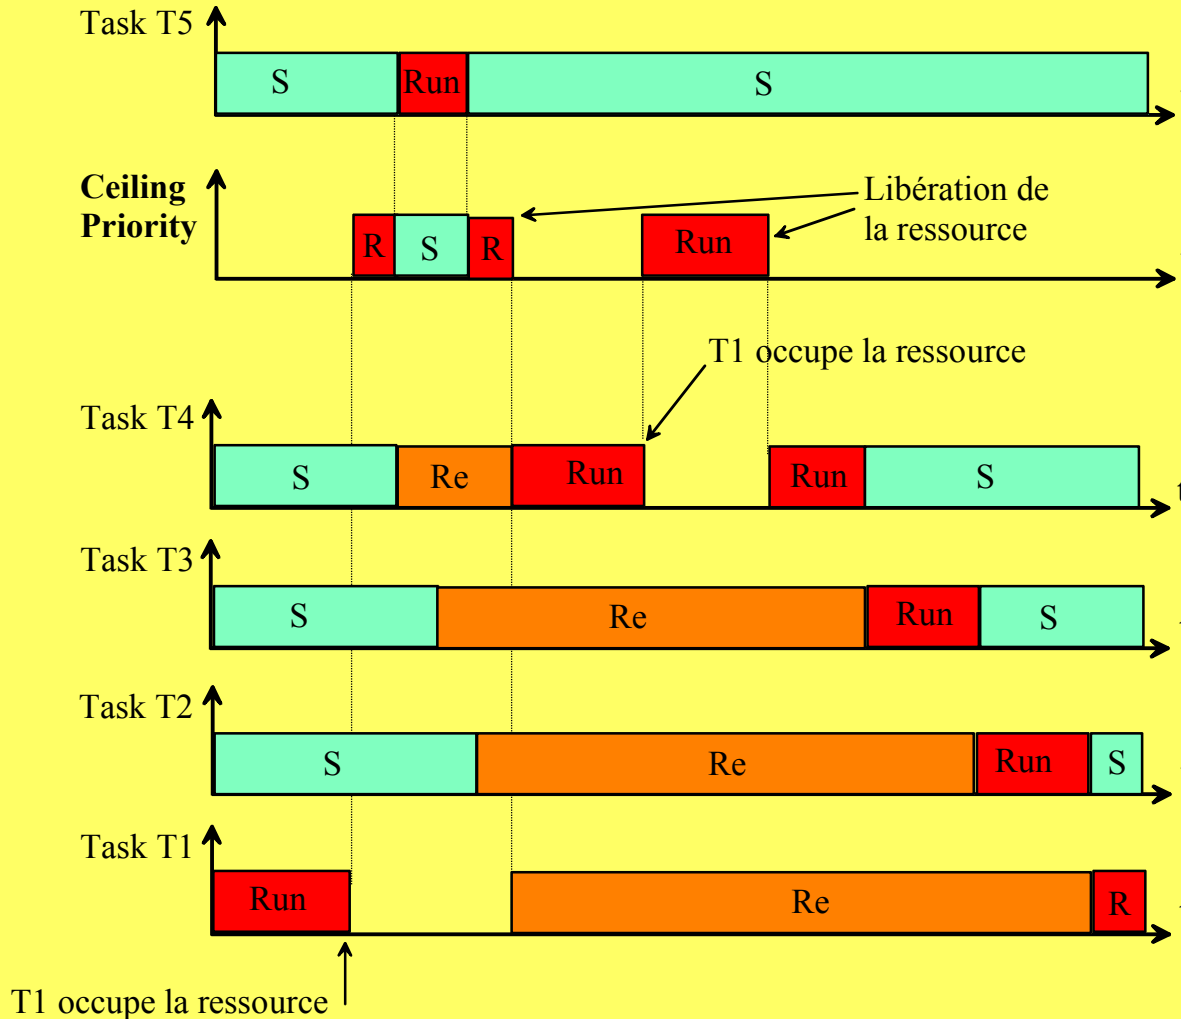 Task T5
S
Run
S
Ceiling
Priority
R
S
R
Run
Libération de
la ressource
T1 occupe la ressource
Task T4
S
Re
Run
Run
S
t
Task T3
S
Re
Run
S
Task T2
S
Re
Run
S
Task T1
Run
Re
R
T1 occupe la ressource